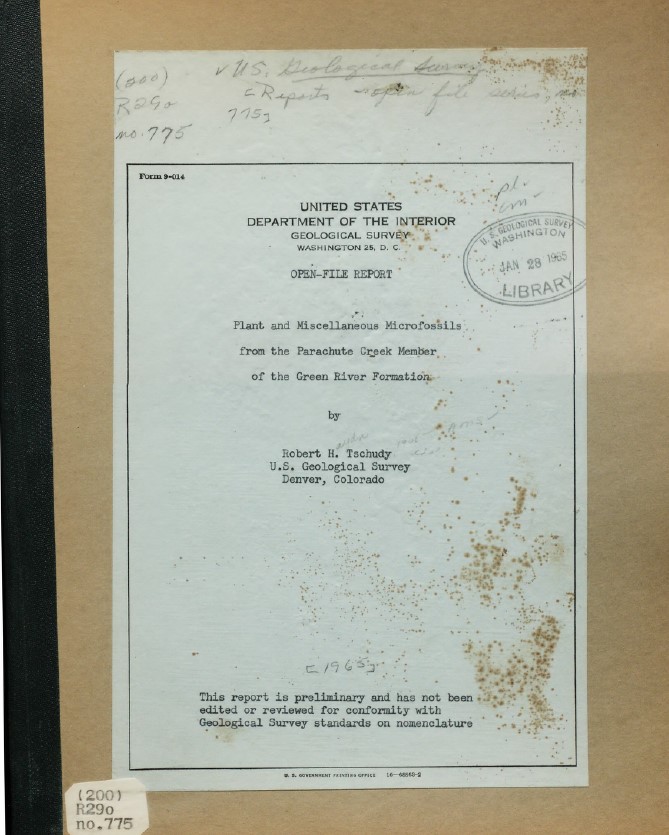 (200)
R29o
no. 775
✓ U.S. Geological Survey
[Reports - open file series, no.
775]
Form 9-014
pl.
cm
UNITED STATES
DEPARTMENT OF THE INTERIOR
GEOLOGICAL SURVEY
WASHINGTON 25, D. C.
U. S. GEOLOGICAL SURVEY
WASHINGTON
JAN 28 1965
LIBRARY
OPEN-FILE REPORT
Plant and Miscellaneous Microfossils
from the Parachute Creek Member
of the Green River Formation
by
Robert H. Tschudy
U.S. Geological Survey
Denver, Colorado
[1965]
This report is preliminary and has not been
edited or reviewed for conformity with
Geological Survey standards on nomenclature
U. S. GOVERNMENT PRINTING OFFICE
(200)
R29o
no.775